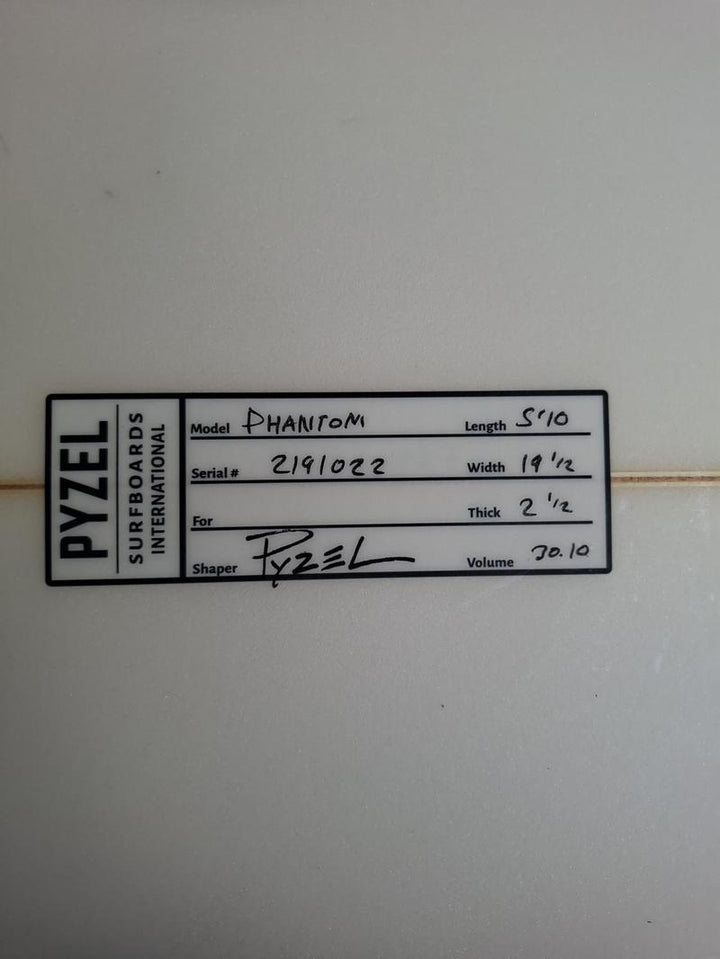 PYZEL
SURFBOARDS
INTERNATIONAL
Model PHANTOM Length 5'10
Serial # 2191022 Width 19 1/2
For Thick 2 1/2
Shaper PYZEL Volume 30.10